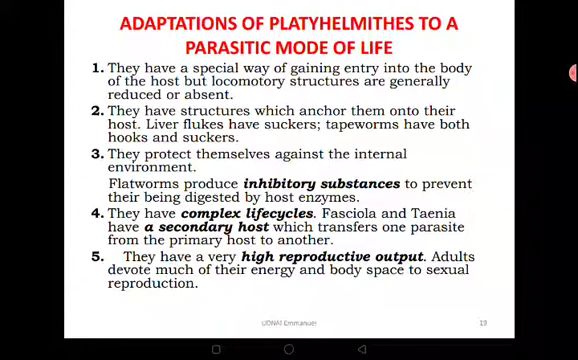 ADAPTATIONS OF PLATYHELMITHES TO A
PARASITIC MODE OF LIFE
1. They have a special way of gaining entry into the body
of the host but locomotory structures are generally
reduced or absent.
2. They have structures which anchor them onto their
host. Liver flukes have suckers; tapeworms have both
hooks and suckers.
3. They protect themselves against the internal
environment.
Flatworms produce inhibitory substances to prevent
their being digested by host enzymes.
4. They have complex lifecycles. Fasciola and Taenia
have a secondary host which transfers one parasite
from the primary host to another.
5. They have a very high reproductive output. Adults
devote much of their energy and body space to sexual
reproduction.
Emmanuel